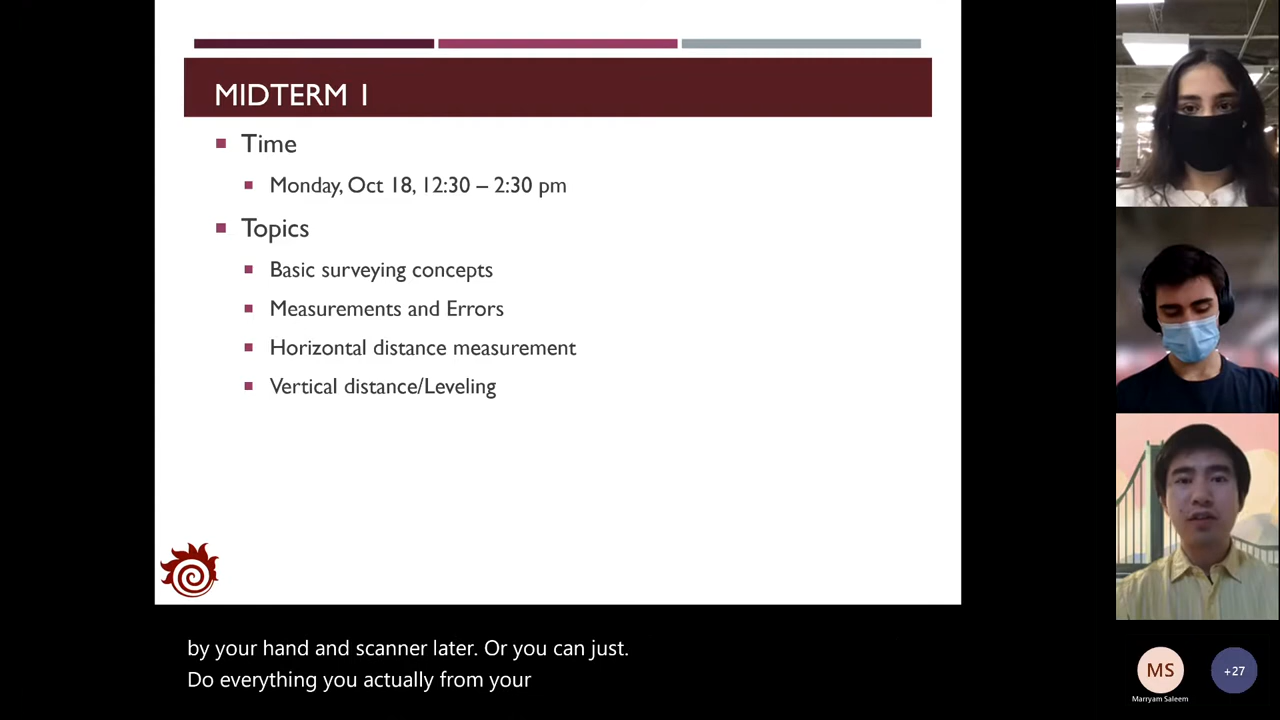 MIDTERM 1
Time
Monday, Oct 18, 12:30 – 2:30 pm
Topics
Basic surveying concepts
Measurements and Errors
Horizontal distance measurement
Vertical distance/Leveling
by your hand and scanner later. Or you can just.
Do everything you actually from your
MS
Marryam Saleem
+27